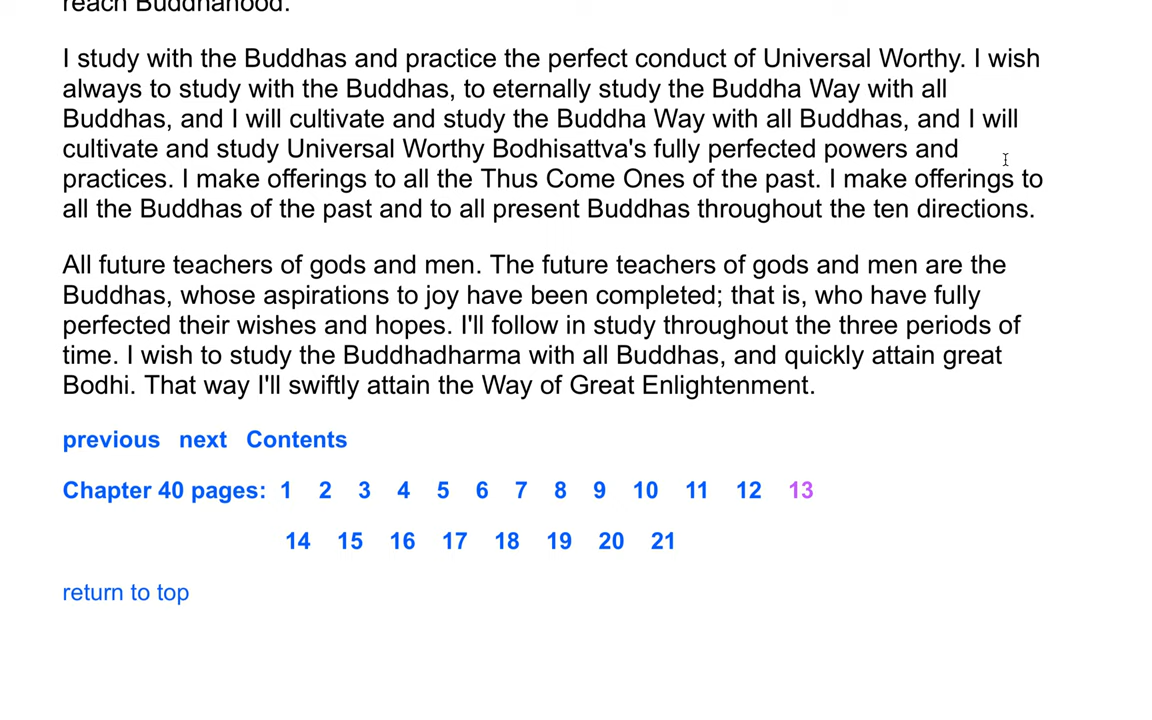 reach Buddhahood.
I study with the Buddhas and practice the perfect conduct of Universal Worthy. I wish
always to study with the Buddhas, to eternally study the Buddha Way with all
Buddhas, and I will cultivate and study the Buddha Way with all Buddhas, and I will
cultivate and study Universal Worthy Bodhisattva's fully perfected powers and
practices. I make offerings to all the Thus Come Ones of the past. I make offerings to
all the Buddhas of the past and to all present Buddhas throughout the ten directions.
All future teachers of gods and men. The future teachers of gods and men are the
Buddhas, whose aspirations to joy have been completed; that is, who have fully
perfected their wishes and hopes. I'll follow in study throughout the three periods of
time. I wish to study the Buddhadharma with all Buddhas, and quickly attain great
Bodhi. That way I'll swiftly attain the Way of Great Enlightenment.
previous next Contents
Chapter 40 pages: 1 2 3 4 5 6 7 8 9 10 11 12 13
14 15 16 17 18 19 20 21
return to top